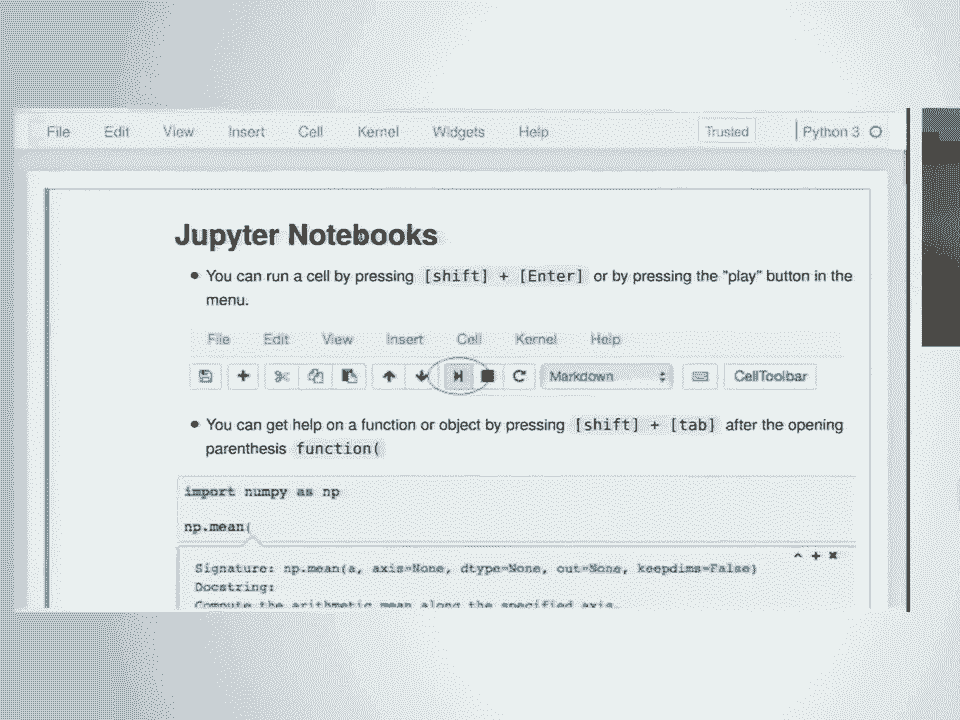 File Edit View Insert Cell Kernel Widgets Help Trusted Python 3
Jupyter Notebooks
You can run a cell by pressing [shift] + [Enter] or by pressing the "play" button in the
menu.
File Edit View Insert Cell Kernel Help
Markdown CellToolbar
You can get help on a function or object by pressing [shift] + [tab] after the opening
parenthesis function(
import numpy as np
np.mean(
Signature: np.mean(a, axis=None, dtype=None, out=None, keepdims=False)
Docstring:
Compute the arithmetic mean along the specified axis.